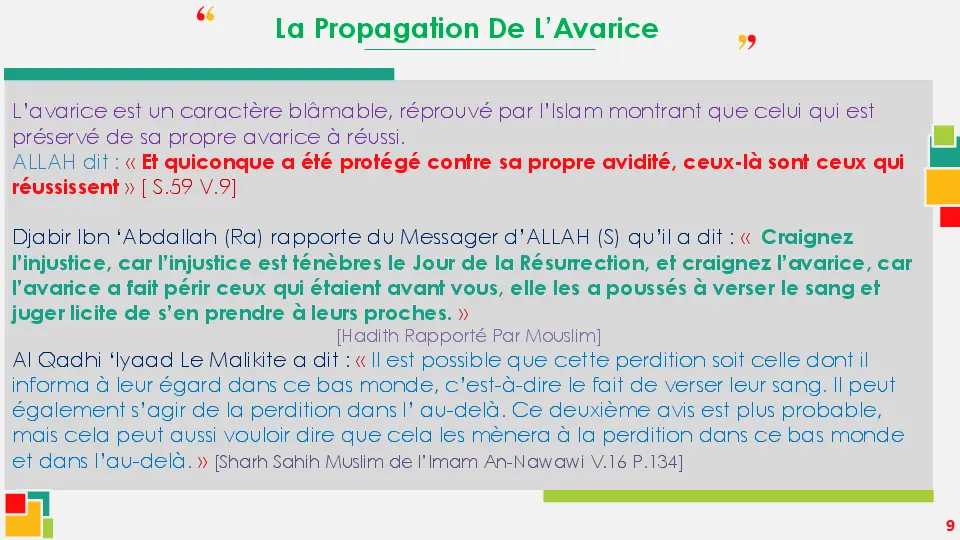 “
La Propagation De L’Avarice
”
L’avarice est un caractère blâmable, réprouvé par l’Islam montrant que celui qui est
préservé de sa propre avarice à réussi.
ALLAH dit : « Et quiconque a été protégé contre sa propre avidité, ceux-là sont ceux qui
réussissent » [ S.59 V.9]
Djabir Ibn ‘Abdallah (Ra) rapporte du Messager d’ALLAH (S) qu’il a dit : « Craignez
l’injustice, car l’injustice est ténèbres le Jour de la Résurrection, et craignez l’avarice, car
l’avarice a fait périr ceux qui étaient avant vous, elle les a poussés à verser le sang et
juger licite de s’en prendre à leurs proches. »
[Hadith Rapporté Par Mouslim]
Al Qadhi ‘Iyaad Le Malikite a dit : « Il est possible que cette perdition soit celle dont il
informa à leur égard dans ce bas monde, c’est-à-dire le fait de verser leur sang. Il peut
également s’agir de la perdition dans l’ au-delà. Ce deuxième avis est plus probable,
mais cela peut aussi vouloir dire que cela les mènera à la perdition dans ce bas monde
et dans l’au-delà. » [Sharh Sahih Muslim de l’Imam An-Nawawi V.16 P.134]
9